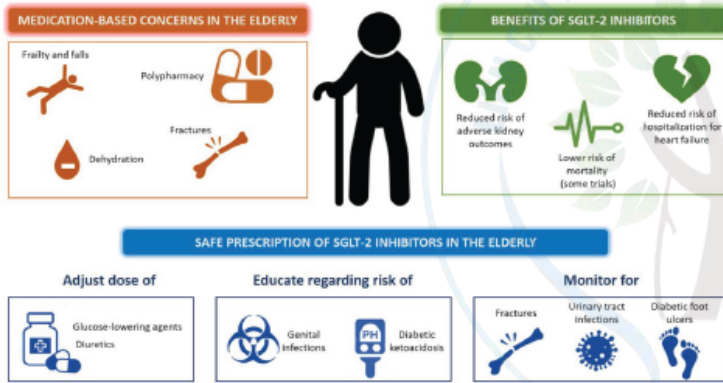 MEDICATION-BASED CONCERNS IN THE ELDERLY
Frailty and falls
Polypharmacy
Dehydration
Fractures
BENEFITS OF SGLT-2 INHIBITORS
Reduced risk of
adverse kidney
outcomes
Lower risk of
mortality
(some trials)
Reduced risk of
hospitalization for
heart failure
SAFE PRESCRIPTION OF SGLT-2 INHIBITORS IN THE ELDERLY
Adjust dose of
Glucose-lowering agents
Diuretics
Educate regarding risk of
Genital
infections
PH
Diabetic
ketoacidosis
Monitor for
Fractures
Urinary tract
infections
Diabetic foot
ulcers